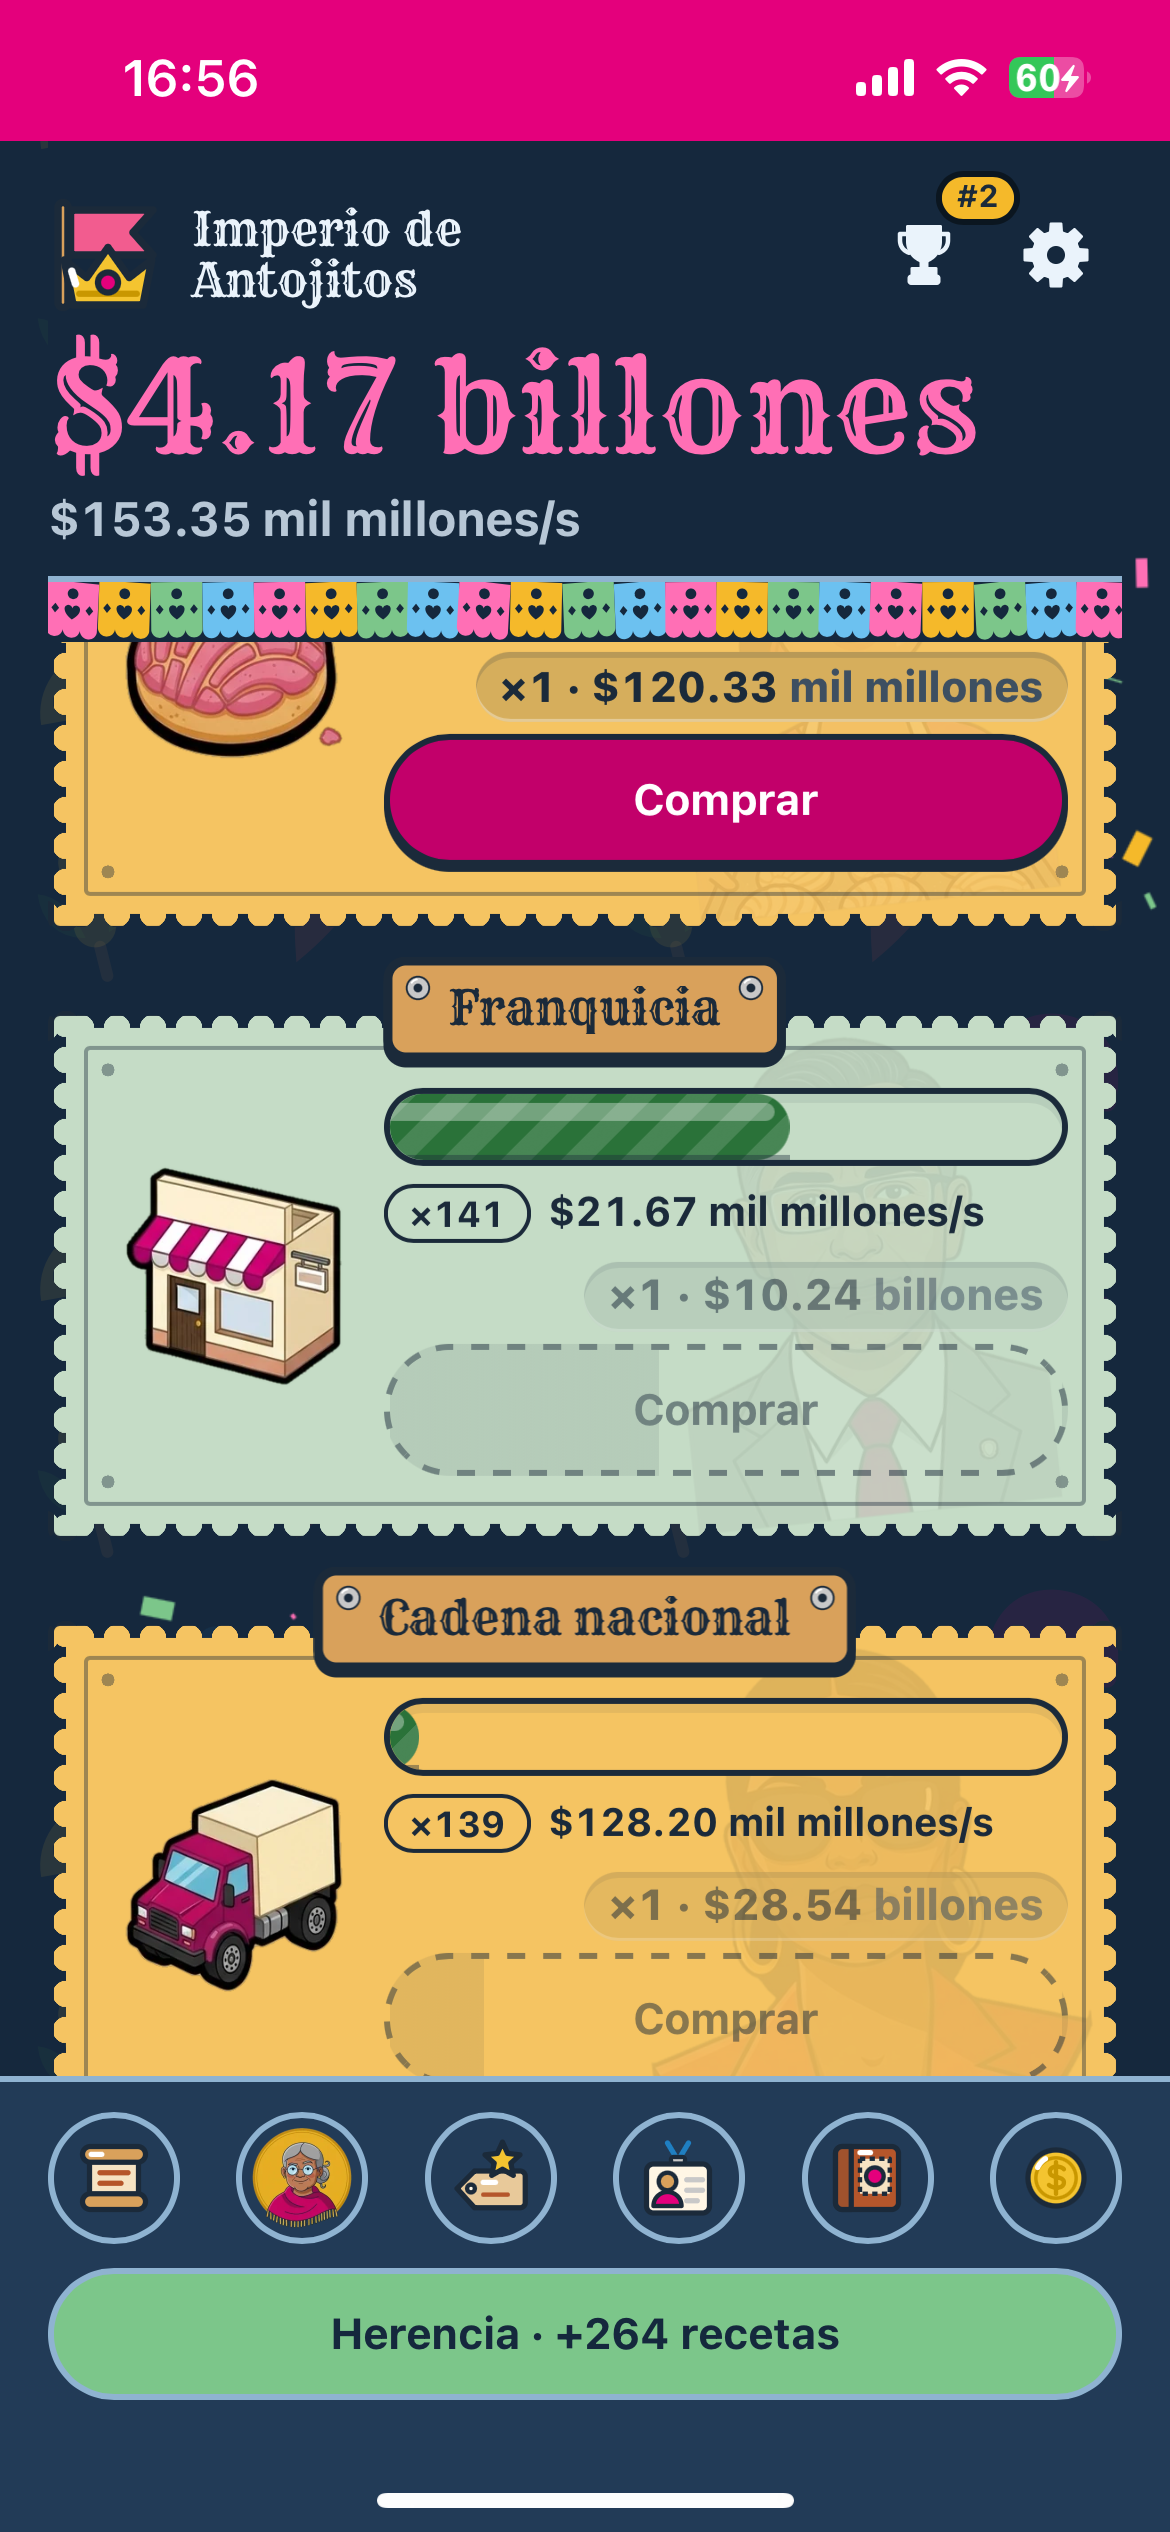 16:56
60
#2
Imperio de
Antojitos
$4.17 billones
$153.35 mil millones/s
×1 · $120.33 mil millones
Comprar
Franquicia
×141 $21.67 mil millones/s
×1 · $10.24 billones
Comprar
Cadena nacional
×139 $128.20 mil millones/s
×1 · $28.54 billones
Comprar
Herencia · +264 recetas